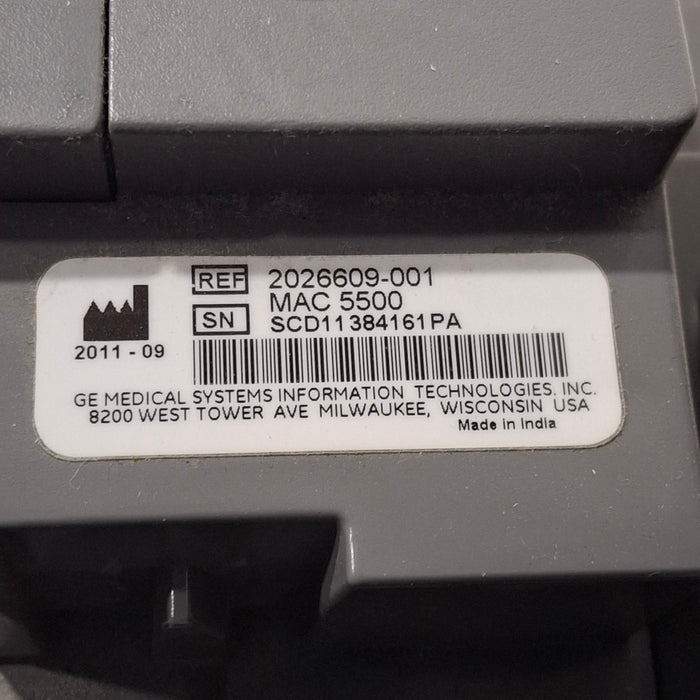 REF 2026609-001
MAC 5500
SN SCD11384161PA
2011 - 09
GE MEDICAL SYSTEMS INFORMATION TECHNOLOGIES. INC.
8200 WEST TOWER AVE MILWAUKEE, WISCONSIN USA
Made in India